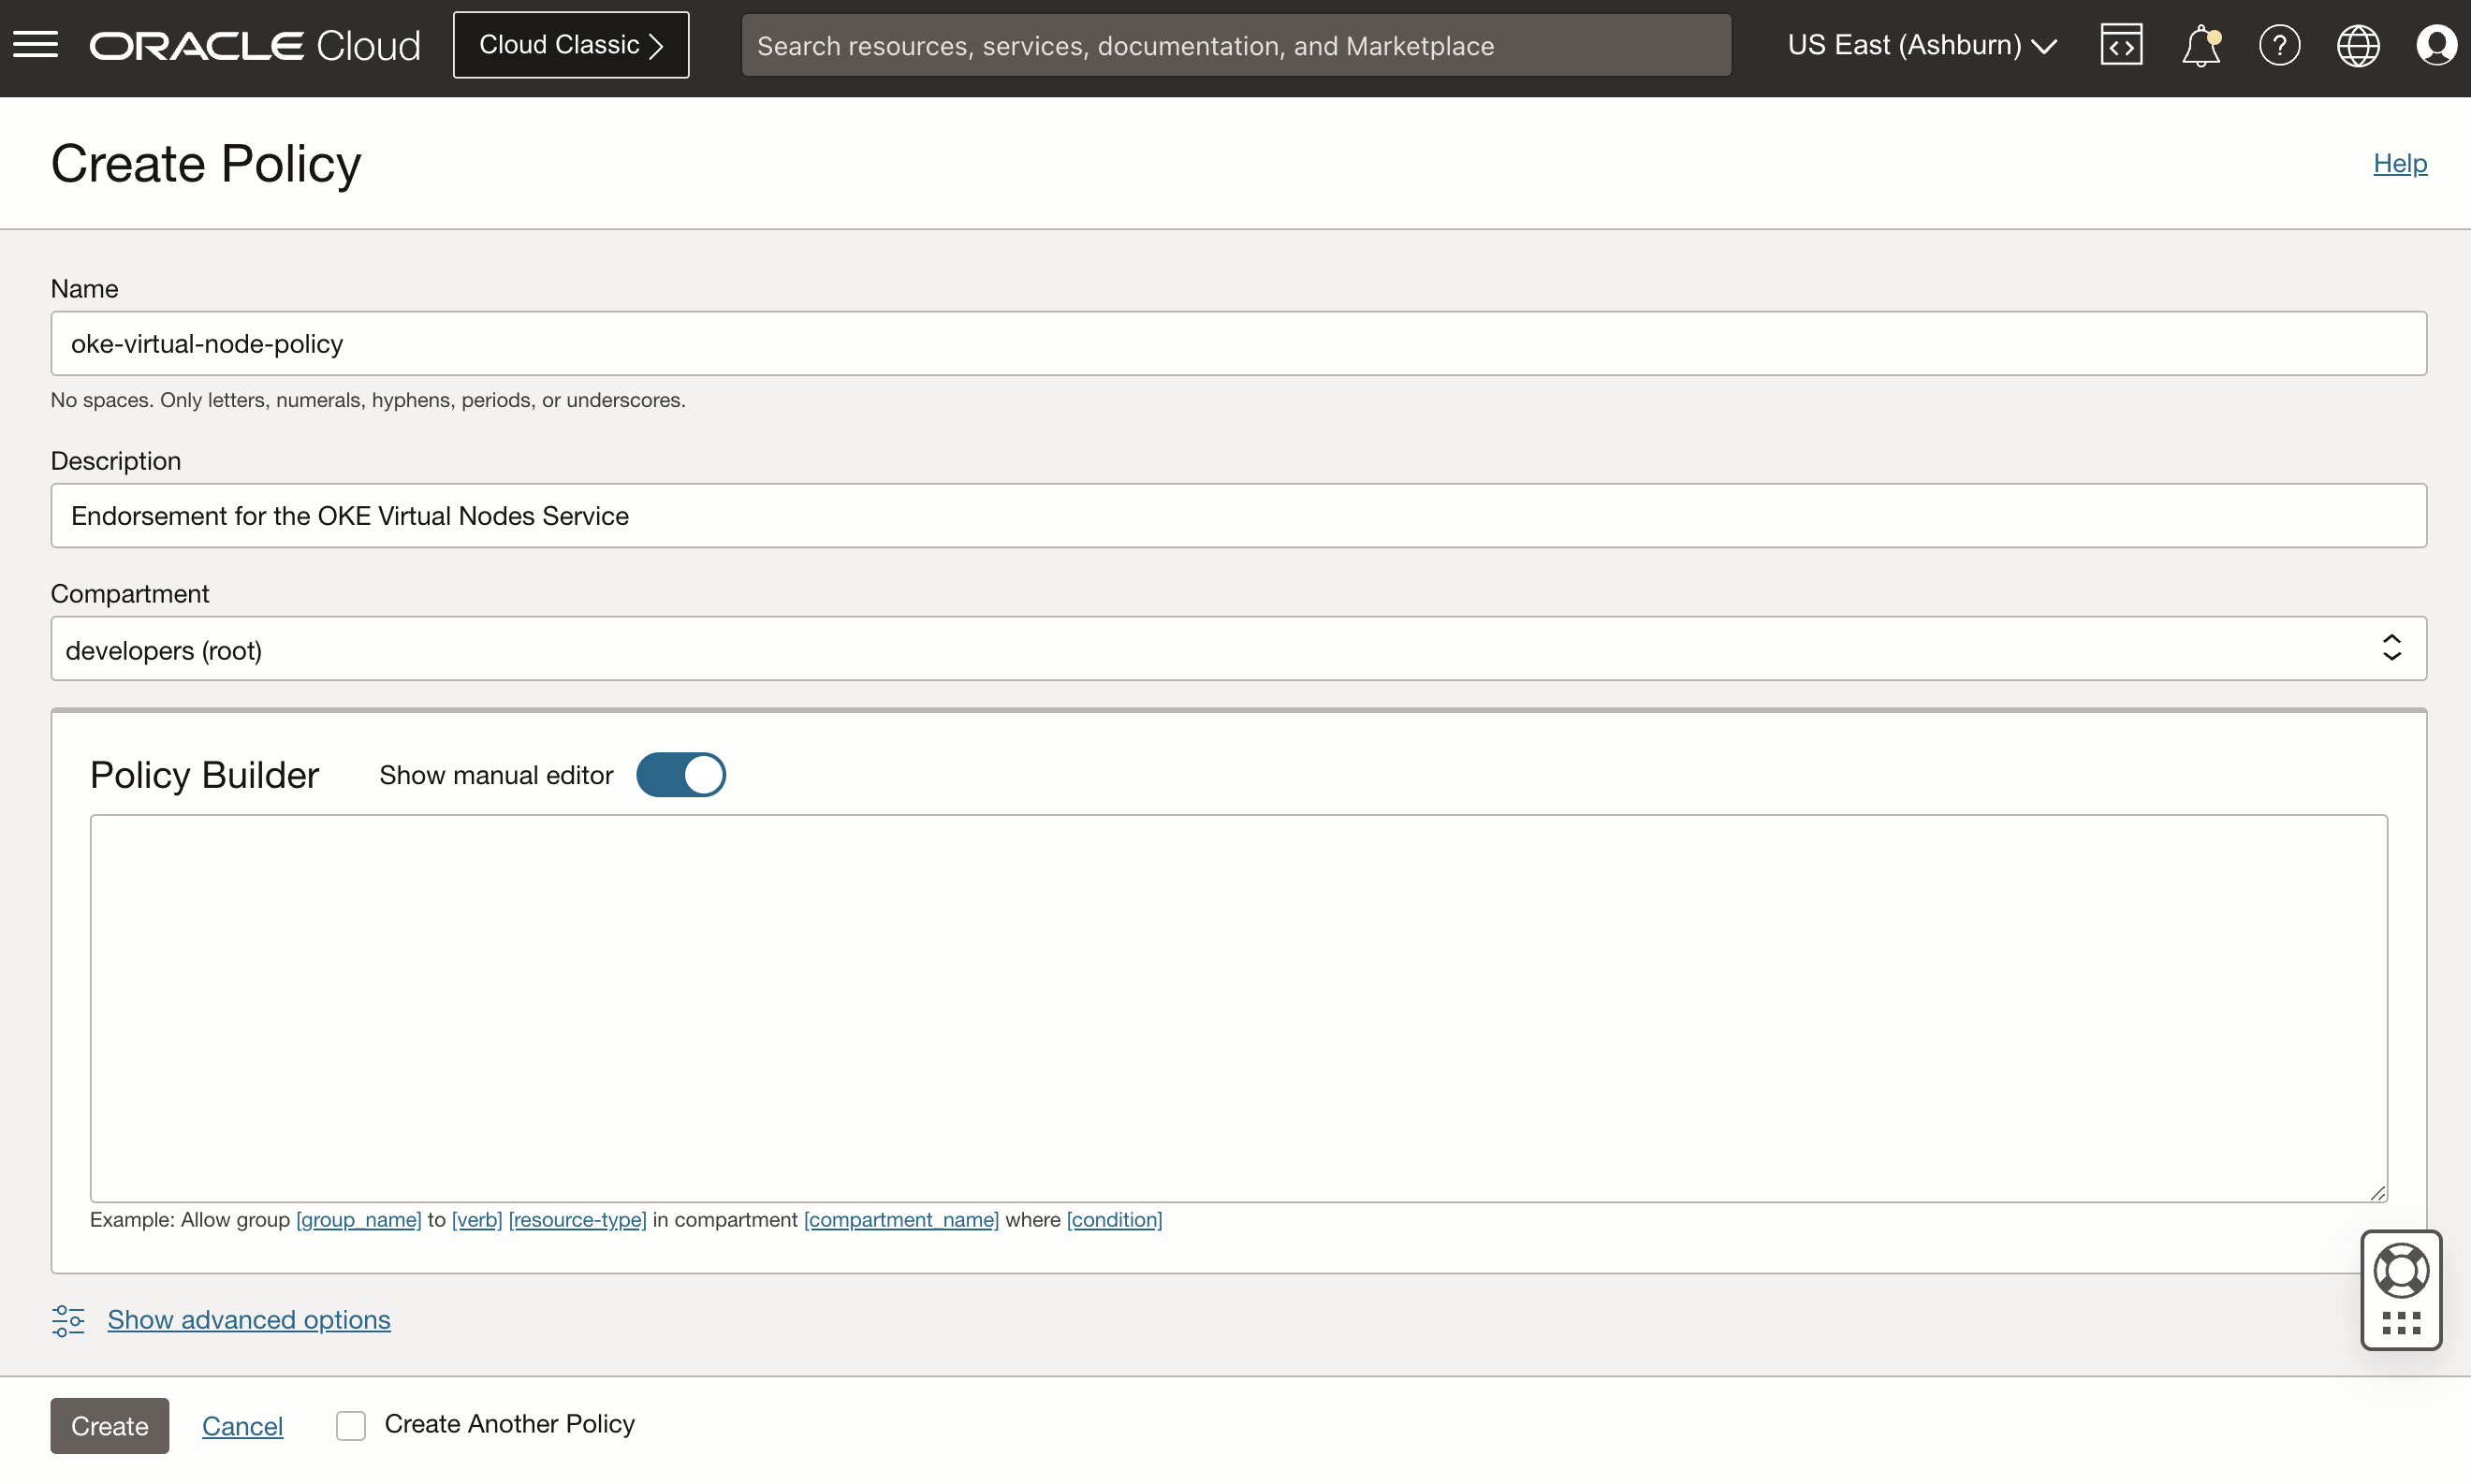 ORACLE Cloud
Cloud Classic
Search resources, services, documentation, and Marketplace
US East (Ashburn)
Create Policy
Help
Name
oke-virtual-node-policy
No spaces. Only letters, numerals, hyphens, periods, or underscores.
Description
Endorsement for the OKE Virtual Nodes Service
Compartment
developers (root)
Policy Builder
Show manual editor
Example: Allow group [group_name] to [verb] [resource-type] in compartment [compartment_name] where [condition]
Show advanced options
Create
Cancel
Create Another Policy